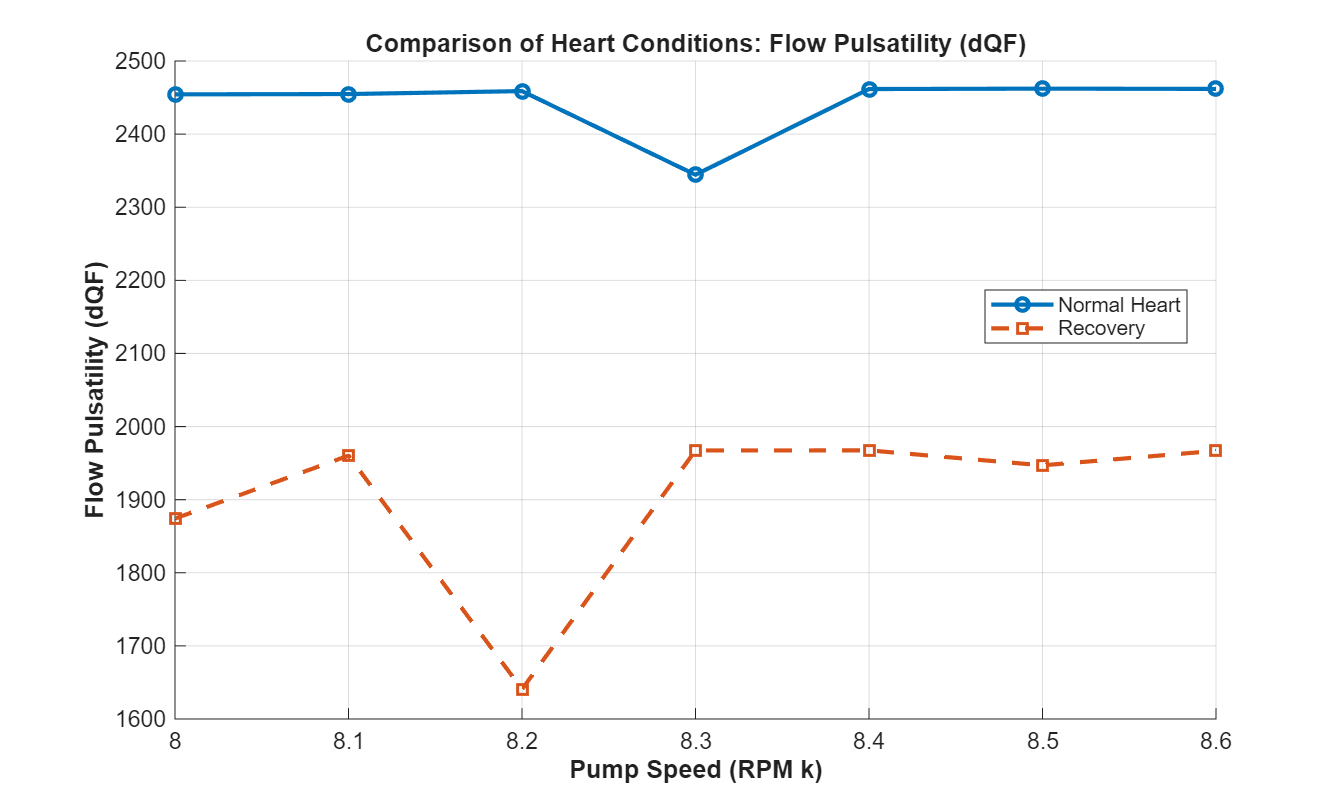 Comparison of Heart Conditions: Flow Pulsatility (dQF)
2500
2400
2300
2200
2100
2000
1900
1800
1700
1600
Flow Pulsatility (dQF)
Normal Heart
Recovery
8 8.1 8.2 8.3 8.4 8.5 8.6
Pump Speed (RPM k)